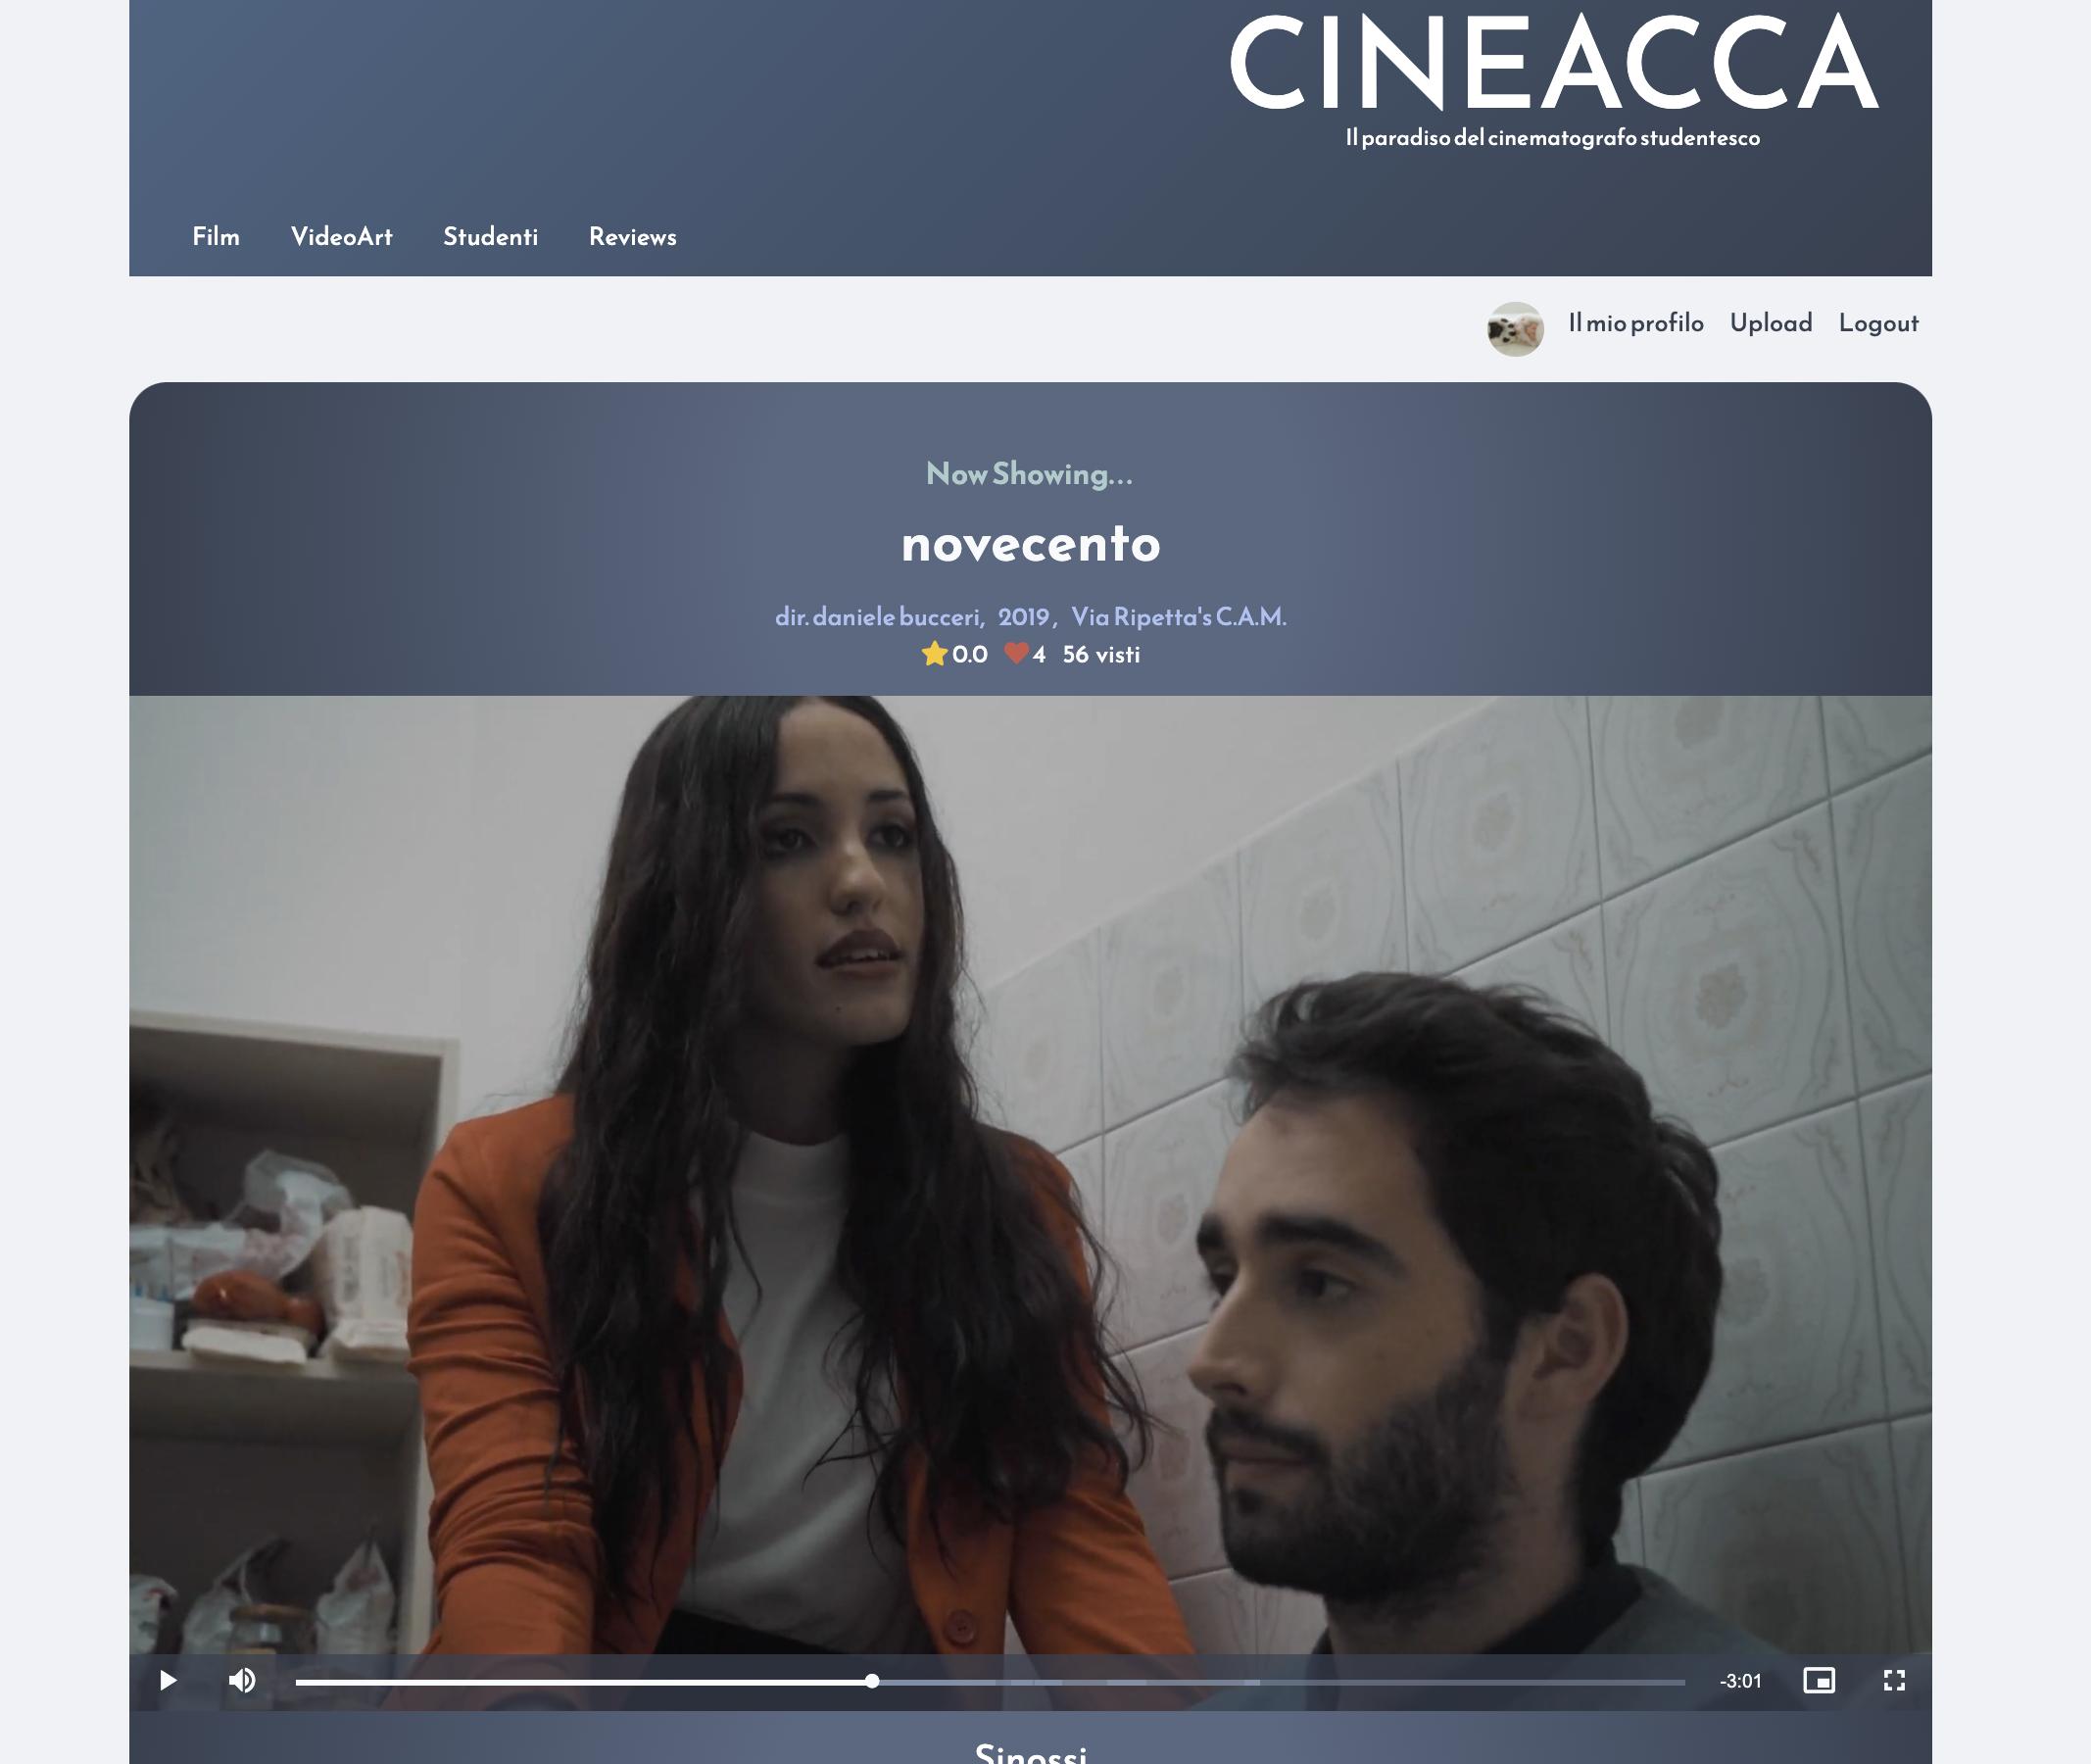 CINEACCA
Il paradiso del cinematografo studentesco
Film VideoArt Studenti Reviews
Il mio profilo Upload Logout
Now Showing...
novecento
dir. daniele bucceri, 2019, Via Ripetta's C.A.M.
0.0 4 56 visti
-3:01
Sinossi